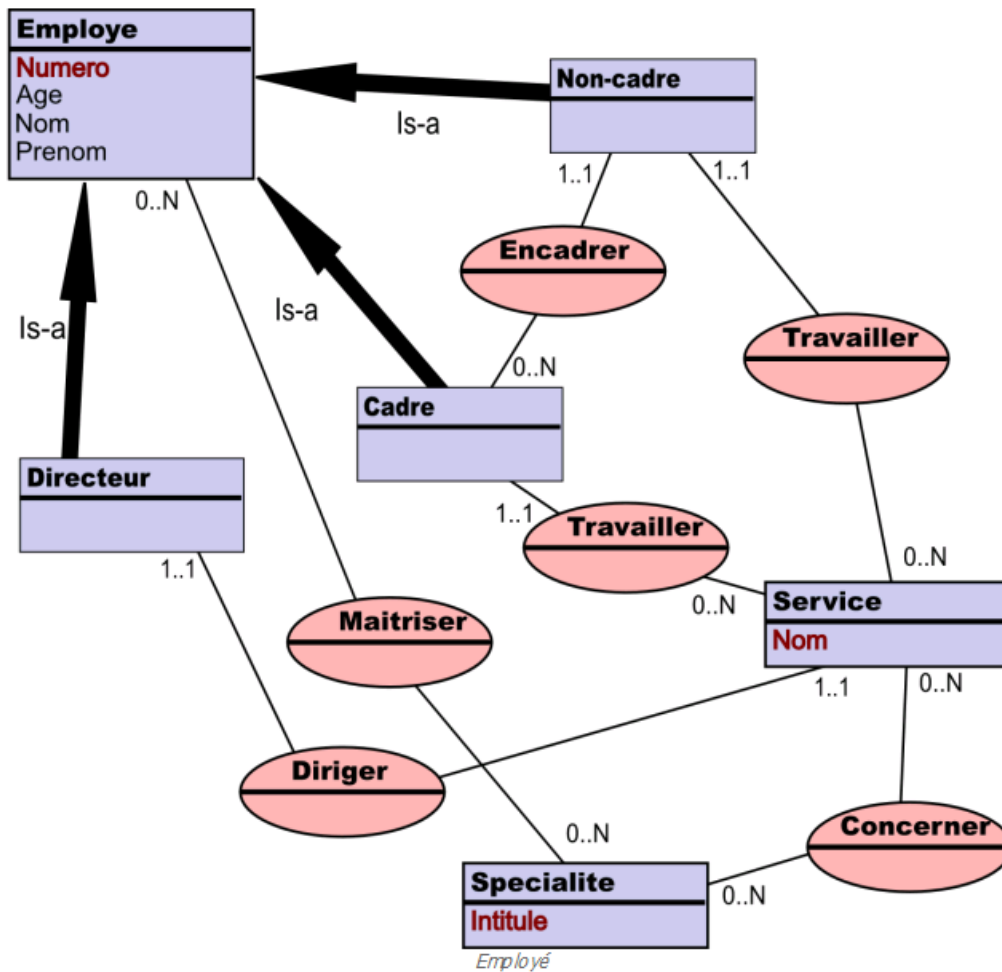 Employe
Numero
Age
Nom
Prenom
Non-cadre
Is-a
1..1
1..1
0..N
Encadrer
Is-a
Is-a
Travailler
0..N
Cadre
Directeur
1..1
Travailler
1..1
0..N
0..N
Service
Nom
Maitriser
1..1
0..N
Diriger
Concerner
0..N
Specialite
0..N
Intitule
Employé